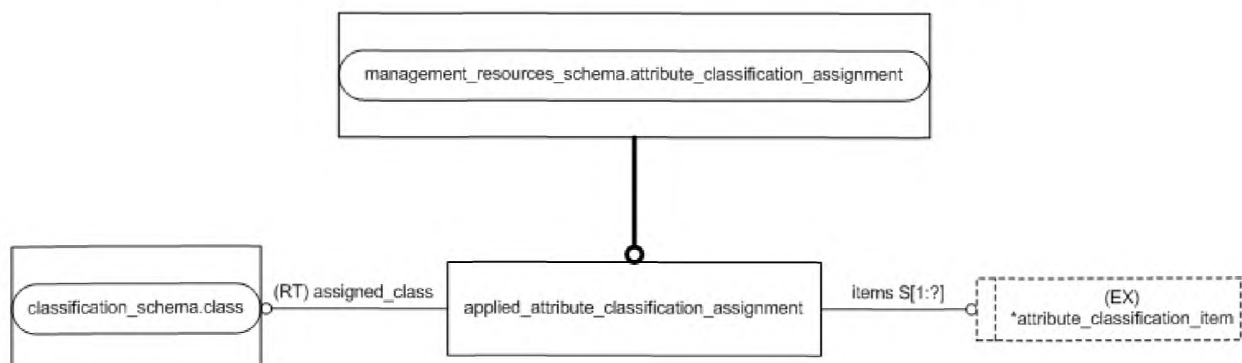 management_resources_schema.attribute_classification_assignment
classification_schema.class
(RT) assigned_class
applied_attribute_classification_assignment
items S[1:?]
(EX)
*attribute_classification_item